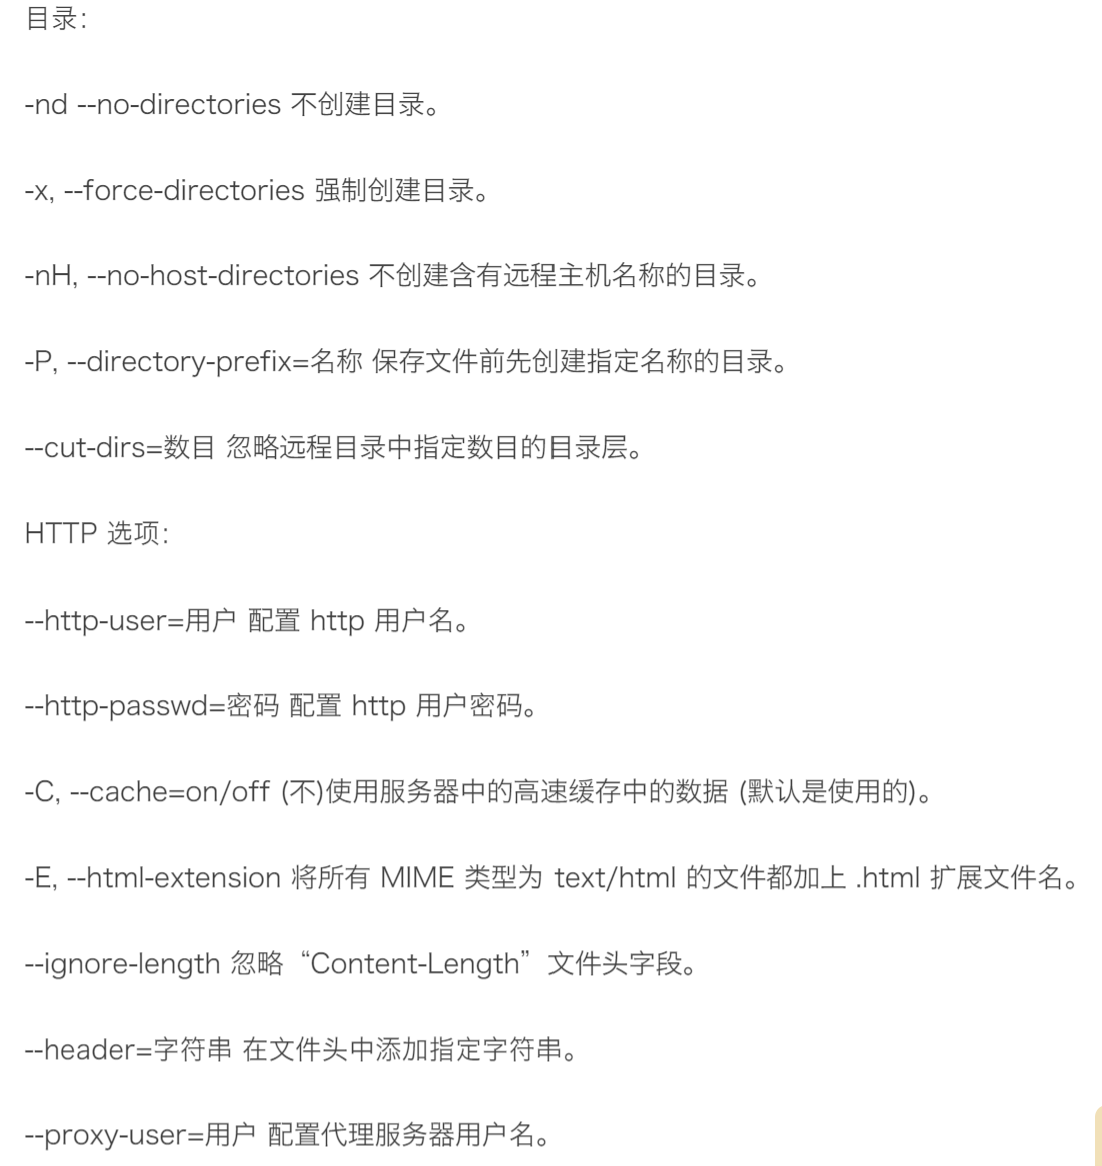 目录:
-nd --no-directories 不创建目录。
-x, --force-directories 强制创建目录。
-nH, --no-host-directories 不创建含有远程主机名称的目录。
-P, --directory-prefix=名称 保存文件前先创建指定名称的目录。
--cut-dirs=数目 忽略远程目录中指定数目的目录层。
HTTP 选项:
--http-user=用户 配置 http 用户名。
--http-passwd=密码 配置 http 用户密码。
-C, --cache=on/off (不)使用服务器中的高速缓存中的数据 (默认是使用的)。
-E, --html-extension 将所有 MIME 类型为 text/html 的文件都加上 .html 扩展文件名。
--ignore-length 忽略“Content-Length”文件头字段。
--header=字符串 在文件头中添加指定字符串。
--proxy-user=用户 配置代理服务器用户名。